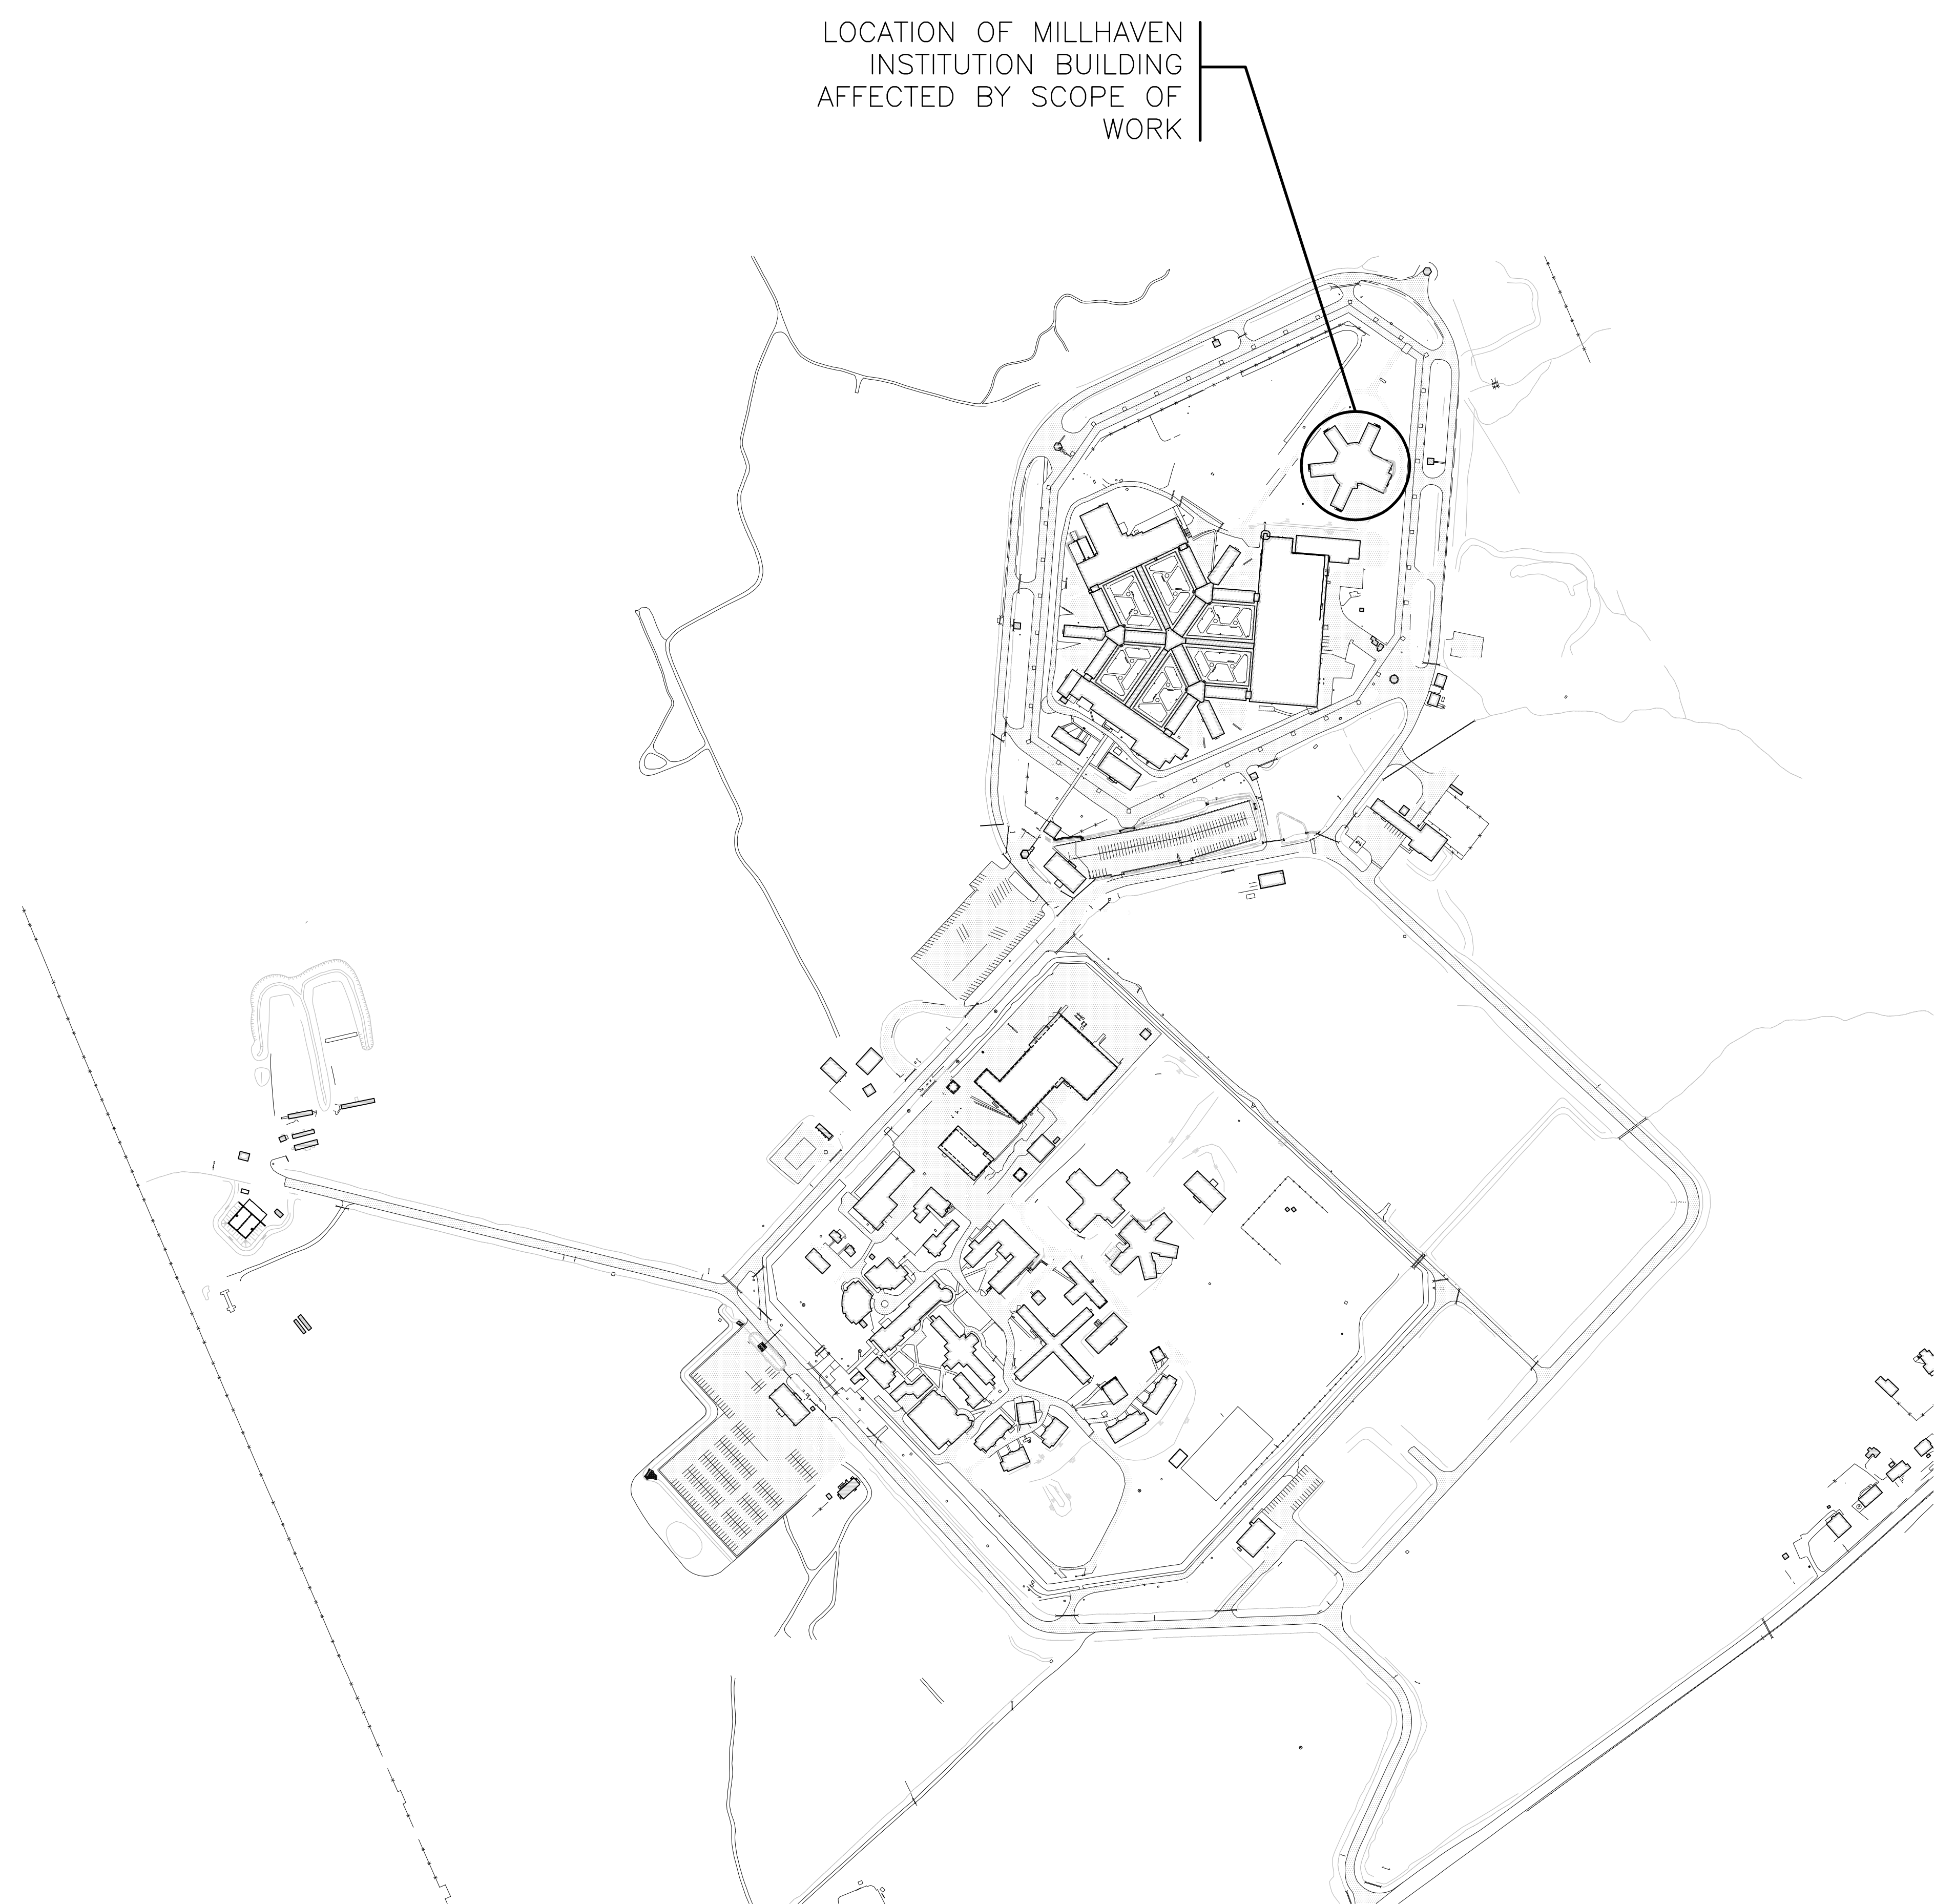 LOCATION OF MILLHAVEN
INSTITUTION BUILDING
AFFECTED BY SCOPE OF
WORK